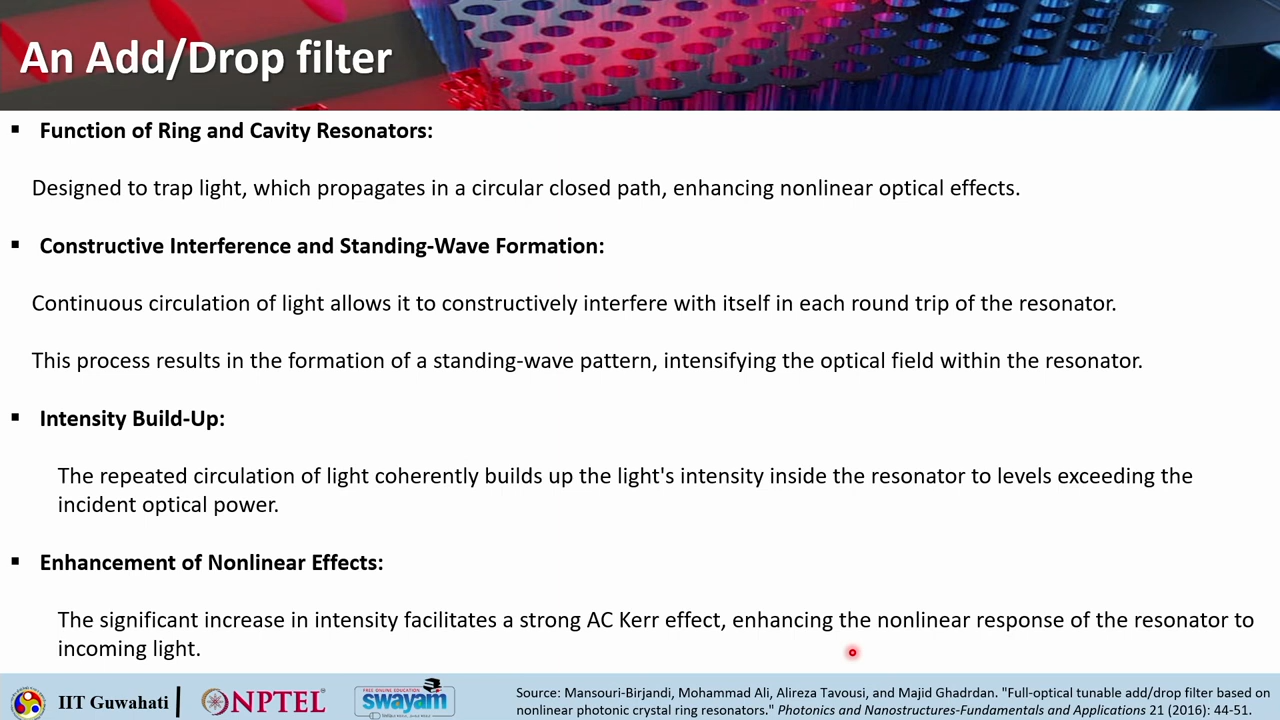 An Add/Drop filter
▪ Function of Ring and Cavity Resonators:
Designed to trap light, which propagates in a circular closed path, enhancing nonlinear optical effects.
▪ Constructive Interference and Standing-Wave Formation:
Continuous circulation of light allows it to constructively interfere with itself in each round trip of the resonator.
This process results in the formation of a standing-wave pattern, intensifying the optical field within the resonator.
▪ Intensity Build-Up:
The repeated circulation of light coherently builds up the light's intensity inside the resonator to levels exceeding the
incident optical power.
▪ Enhancement of Nonlinear Effects:
The significant increase in intensity facilitates a strong AC Kerr effect, enhancing the nonlinear response of the resonator to
incoming light.
IIT Guwahati
NPTEL
FREE ONLINE EDUCATION
swayam
Source: Mansouri-Birjandi, Mohammad Ali, Alireza Tavousi, and Majid Ghadrdan. "Full-optical tunable add/drop filter based on
nonlinear photonic crystal ring resonators." Photonics and Nanostructures-Fundamentals and Applications 21 (2016): 44-51.